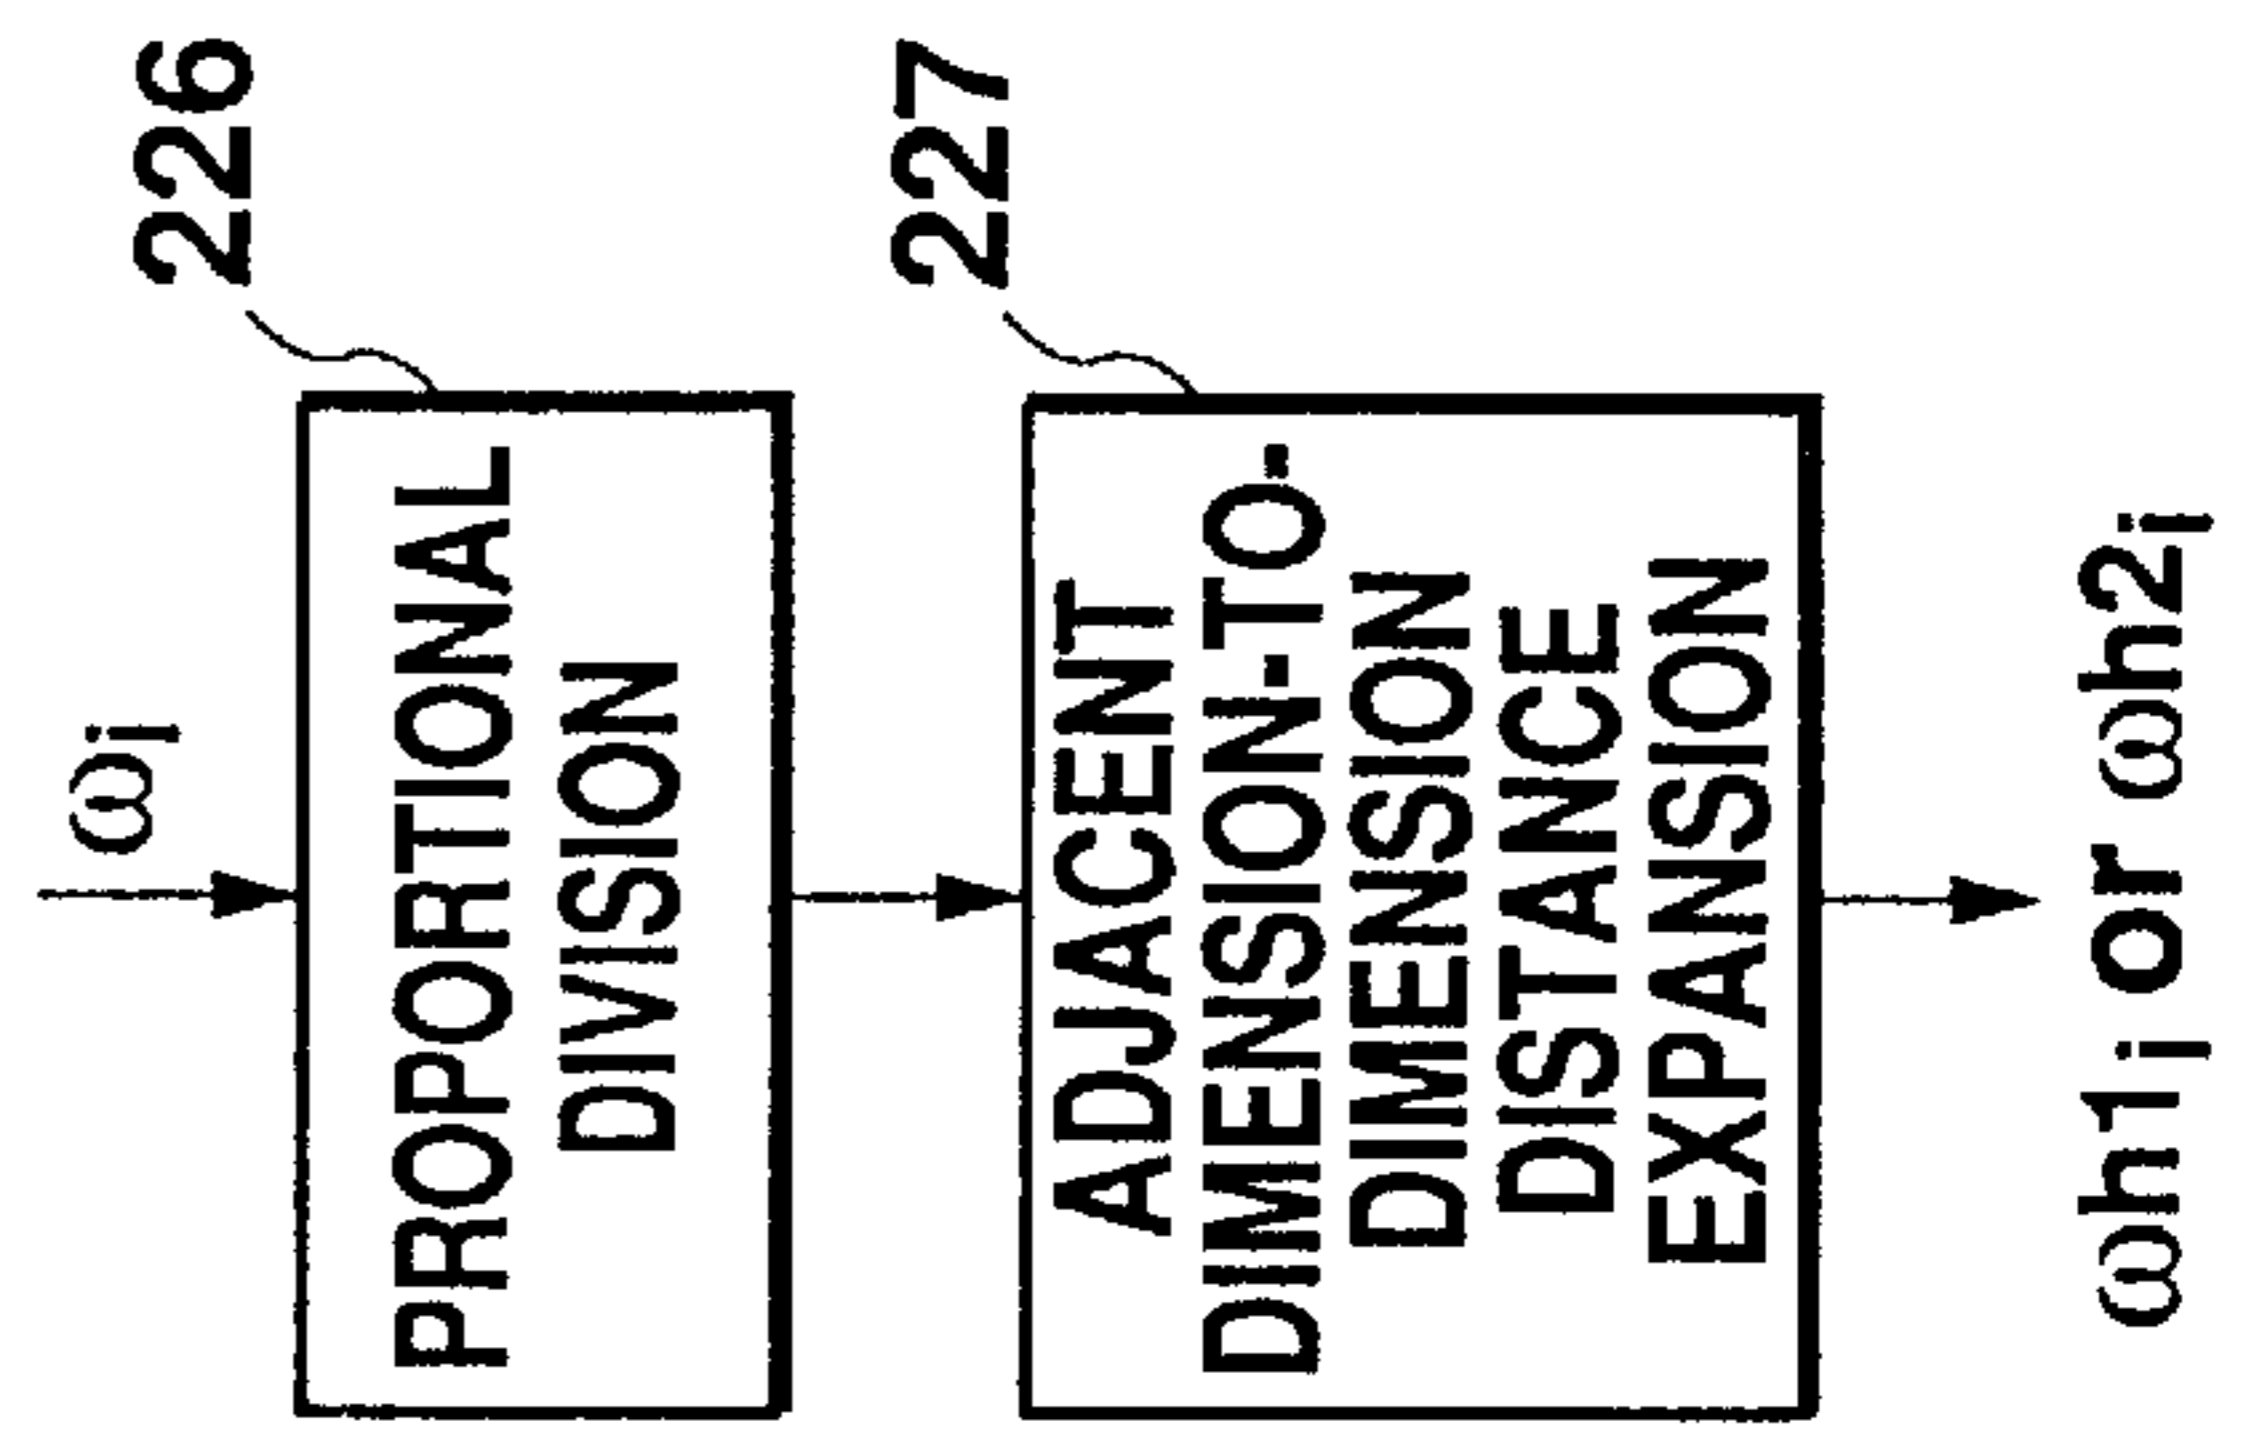 226
227
ωi
PROPORTIONAL
DIVISION
ADJACENT
DIMENSION-TO-
DIMENSION
DISTANCE
EXPANSION
ωh1i or ωh2i